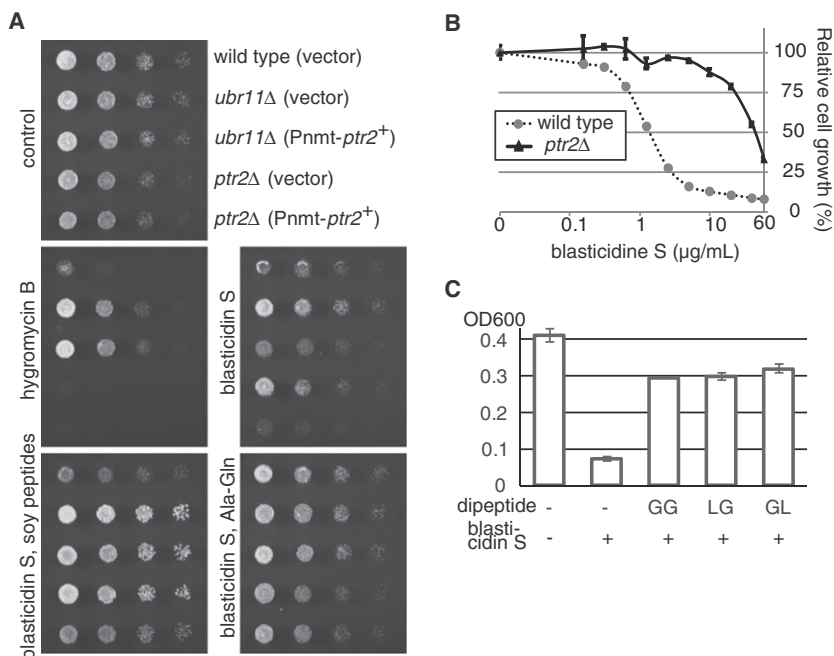 A
control
wild type (vector)
ubr11Δ (vector)
ubr11Δ (Pnmt-ptr2+)
ptr2Δ (vector)
ptr2Δ (Pnmt-ptr2+)
hygromycin B
blasticidin S
blasticidin S, soy peptides
blasticidin S, Ala-Gln
B
100
75
50
25
0
Relative cell growth (%)
wild type
ptr2Δ
0 0.1 1 10 60
blasticidine S (µg/mL)
C
OD600
0.4
0.3
0.2
0.1
0
dipeptide - - GG LG GL
blasti-
cidin S - + + + +